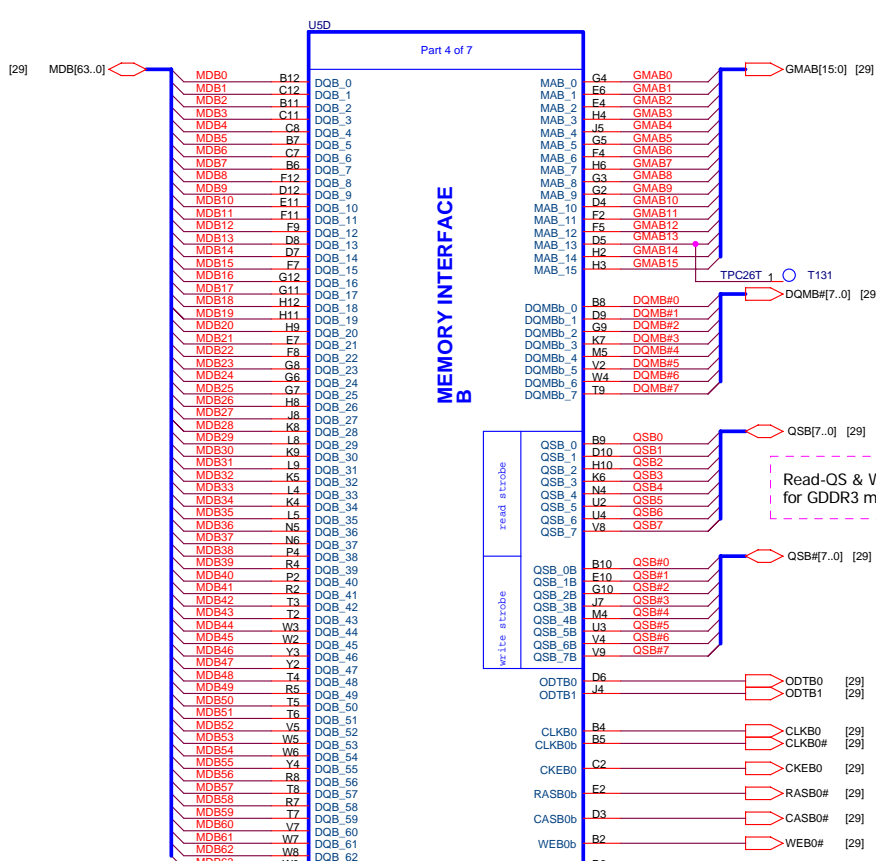 U5D
Part 4 of 7
[29] MDB[63..0]
MDB0 B12 DQB_0
MDB1 C12 DQB_1
MDB2 B11 DQB_2
MDB3 C11 DQB_3
MDB4 C8 DQB_4
MDB5 B7 DQB_5
MDB6 C7 DQB_6
MDB7 B6 DQB_7
MDB8 F12 DQB_8
MDB9 D12 DQB_9
MDB10 E11 DQB_10
MDB11 F11 DQB_11
MDB12 F9 DQB_12
MDB13 D8 DQB_13
MDB14 D7 DQB_14
MDB15 F7 DQB_15
MDB16 G12 DQB_16
MDB17 G11 DQB_17
MDB18 H12 DQB_18
MDB19 H11 DQB_19
MDB20 H9 DQB_20
MDB21 E7 DQB_21
MDB22 F8 DQB_22
MDB23 G8 DQB_23
MDB24 G6 DQB_24
MDB25 G7 DQB_25
MDB26 H8 DQB_26
MDB27 J8 DQB_27
MDB28 K8 DQB_28
MDB29 L8 DQB_29
MDB30 K9 DQB_30
MDB31 L9 DQB_31
MDB32 K5 DQB_32
MDB33 L4 DQB_33
MDB34 K4 DQB_34
MDB35 L5 DQB_35
MDB36 N5 DQB_36
MDB37 N6 DQB_37
MDB38 P4 DQB_38
MDB39 R4 DQB_39
MDB40 P2 DQB_40
MDB41 R2 DQB_41
MDB42 T3 DQB_42
MDB43 T2 DQB_43
MDB44 W3 DQB_44
MDB45 W2 DQB_45
MDB46 Y3 DQB_46
MDB47 Y2 DQB_47
MDB48 T4 DQB_48
MDB49 R5 DQB_49
MDB50 T5 DQB_50
MDB51 T6 DQB_51
MDB52 V5 DQB_52
MDB53 W5 DQB_53
MDB54 W6 DQB_54
MDB55 Y4 DQB_55
MDB56 R8 DQB_56
MDB57 T8 DQB_57
MDB58 R7 DQB_58
MDB59 T7 DQB_59
MDB60 V7 DQB_60
MDB61 W7 DQB_61
MDB62 W8 DQB_62
MEMORY INTERFACE
B
MAB_0 G4 GMAB0
MAB_1 E6 GMAB1
MAB_2 E4 GMAB2
MAB_3 H4 GMAB3
MAB_4 J5 GMAB4
MAB_5 G5 GMAB5
MAB_6 F4 GMAB6
MAB_7 H6 GMAB7
MAB_8 G3 GMAB8
MAB_9 G2 GMAB9
MAB_10 D4 GMAB10
MAB_11 F2 GMAB11
MAB_12 F5 GMAB12
MAB_13 D5 GMAB13
MAB_14 H2 GMAB14
MAB_15 H3 GMAB15
GMAB[15:0] [29]
TPC26T 1 T131
DQMBb_0 B8 DQMB#0
DQMBb_1 D9 DQMB#1
DQMBb_2 G9 DQMB#2
DQMBb_3 K7 DQMB#3
DQMBb_4 M5 DQMB#4
DQMBb_5 V2 DQMB#5
DQMBb_6 W4 DQMB#6
DQMBb_7 T9 DQMB#7
DQMB#[7..0] [29
read strobe
QSB_0 B9 QSB0
QSB_1 D10 QSB1
QSB_2 H10 QSB2
QSB_3 K6 QSB3
QSB_4 N4 QSB4
QSB_5 U2 QSB5
QSB_6 U4 QSB6
QSB_7 V8 QSB7
QSB[7..0] [29]
Read-QS & W
for GDDR3 m
write strobe
QSB_0B B10 QSB#0
QSB_1B E10 QSB#1
QSB_2B G10 QSB#2
QSB_3B J7 QSB#3
QSB_4B M4 QSB#4
QSB_5B U3 QSB#5
QSB_6B V4 QSB#6
QSB_7B V9 QSB#7
QSB#[7..0] [29]
ODTB0 D6 ODTB0 [29]
ODTB1 J4 ODTB1 [29]
CLKB0 B4 CLKB0 [29]
CLKB0b B5 CLKB0# [29]
CKEB0 C2 CKEB0 [29]
RASB0b E2 RASB0# [29]
CASB0b D3 CASB0# [29]
WEB0b B2 WEB0# [29]